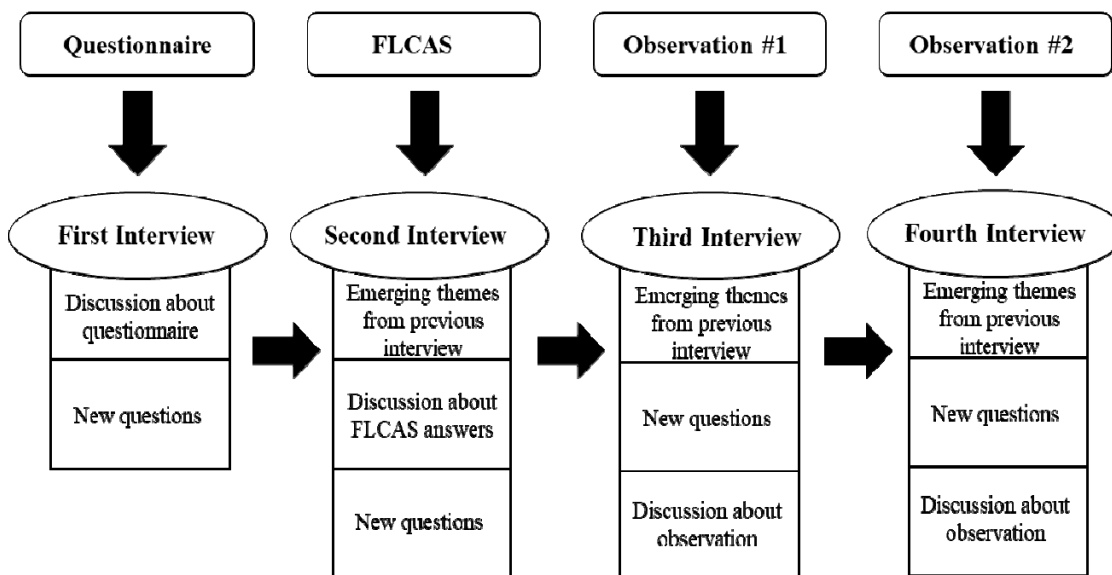 Questionnaire
FLCAS
Observation #1
Observation #2
First Interview
Second Interview
Third Interview
Fourth Interview
Discussion about
questionnaire
New questions
Emerging themes
from previous
interview
Discussion about
FLCAS answers
New questions
Emerging themes
from previous
interview
New questions
Discussion about
observation
Emerging themes
from previous
interview
New questions
Discussion about
observation